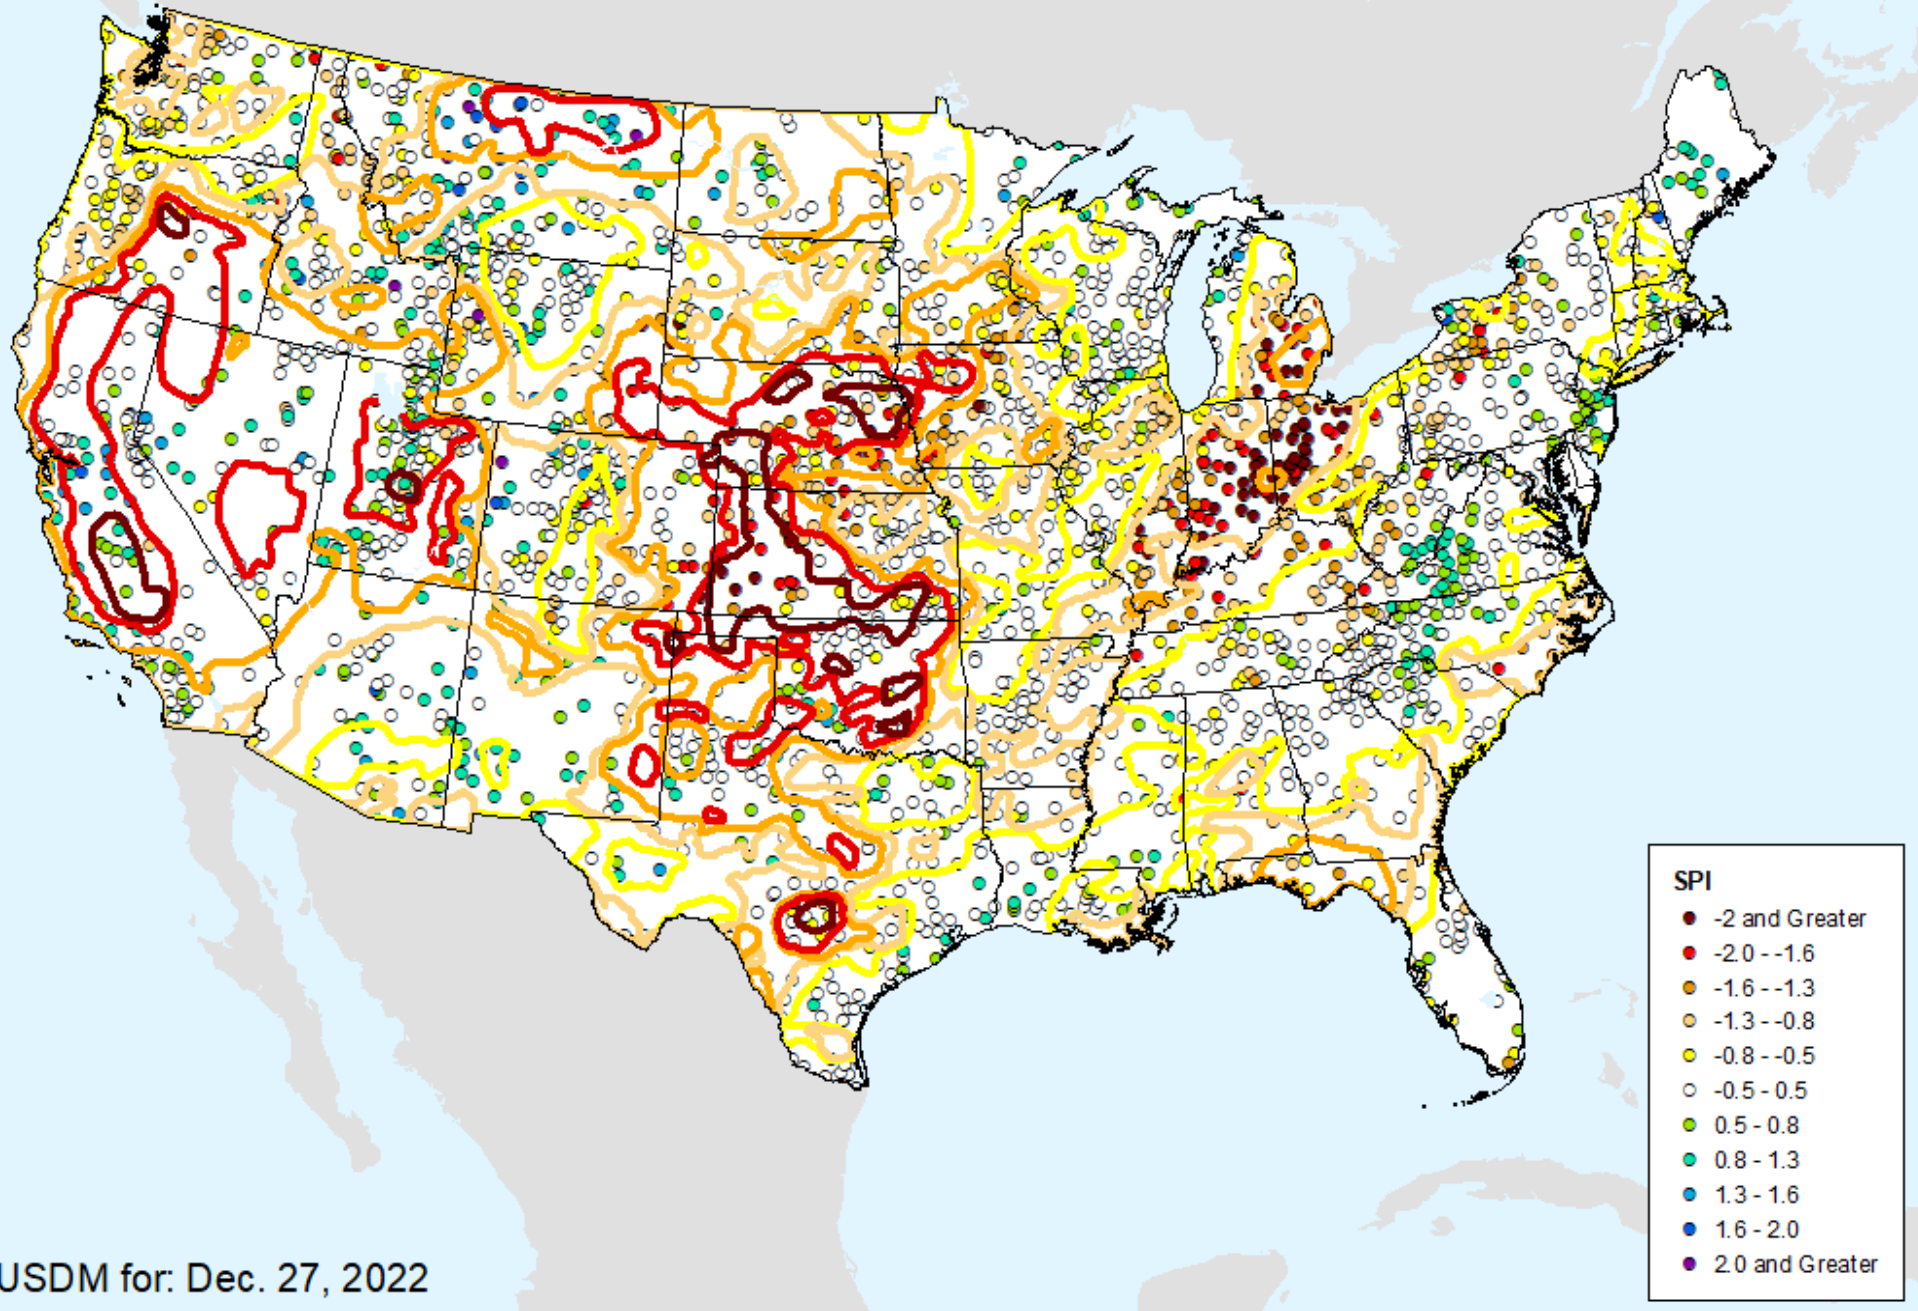 SPI
-2 and Greater
-2.0 - -1.6
-1.6 - -1.3
-1.3 - -0.8
-0.8 - -0.5
-0.5 - 0.5
0.5 - 0.8
0.8 - 1.3
1.3 - 1.6
1.6 - 2.0
2.0 and Greater
USDM for: Dec. 27, 2022